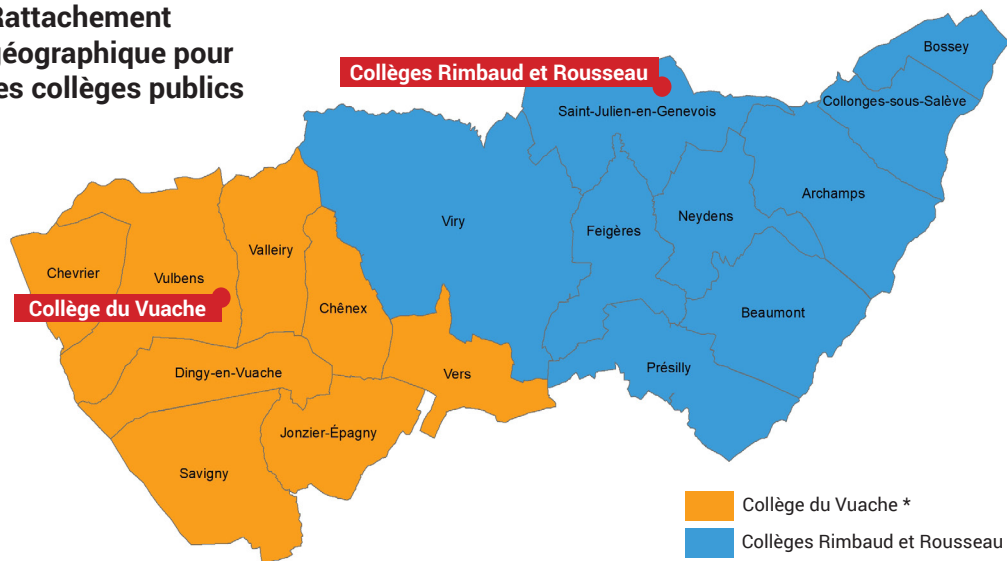 Rattachement
géographique pour
les collèges publics
Collèges Rimbaud et Rousseau
Bossey
Collonges-sous-Salève
Saint-Julien-en-Genevois
Archamps
Viry
Neydens
Feigères
Valleiry
Chevrier
Vulbens
Collège du Vuache
Chênex
Beaumont
Présilly
Dingy-en-Vuache
Vers
Jonzier-Épagny
Savigny
Collège du Vuache *
Collèges Rimbaud et Rousseau